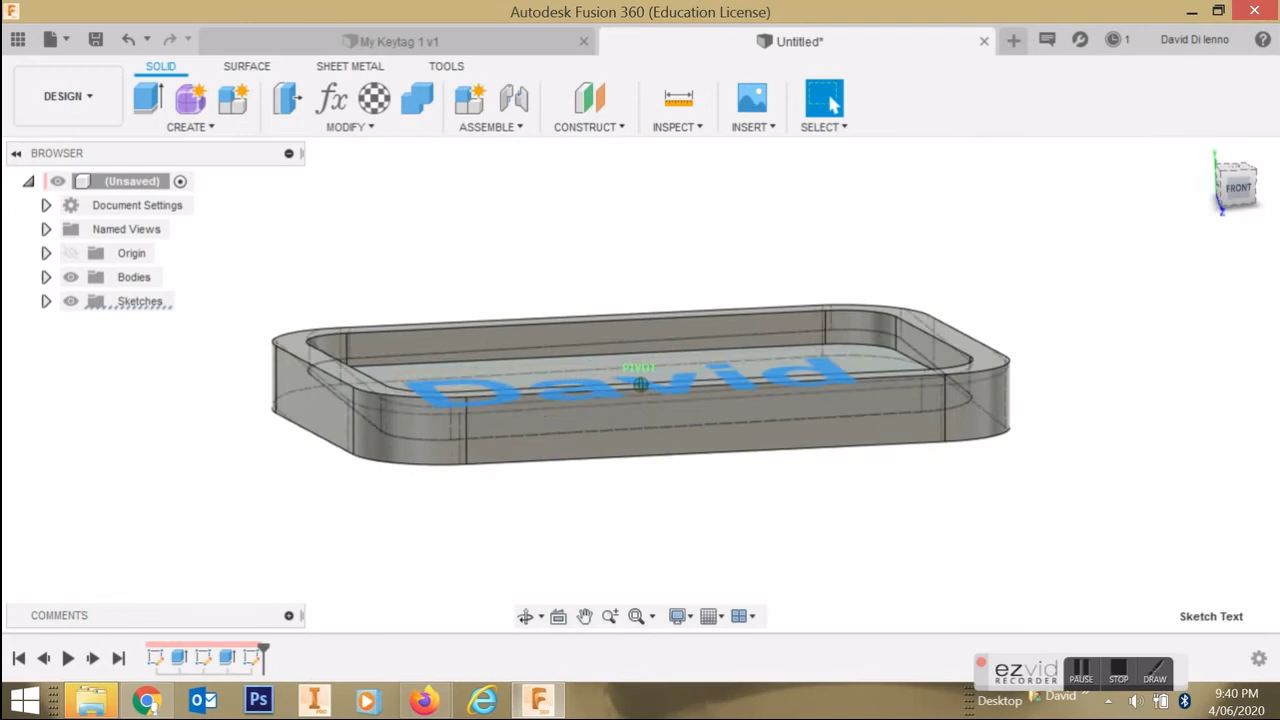 Autodesk Fusion 360 (Education License)
My Keytag 1 v1
Untitled*
1
David Di Ienno
DESIGN
SOLID
SURFACE
SHEET METAL
TOOLS
CREATE
MODIFY
ASSEMBLE
CONSTRUCT
INSPECT
INSERT
SELECT
BROWSER
(Unsaved)
Document Settings
Named Views
Origin
Bodies
Sketches
FRONT
Y
Z
PIVOT
David
COMMENTS
Sketch Text
ezvid
RECORDER
PAUSE
STOP
DRAW
Desktop
David
9:40 PM
4/06/2020